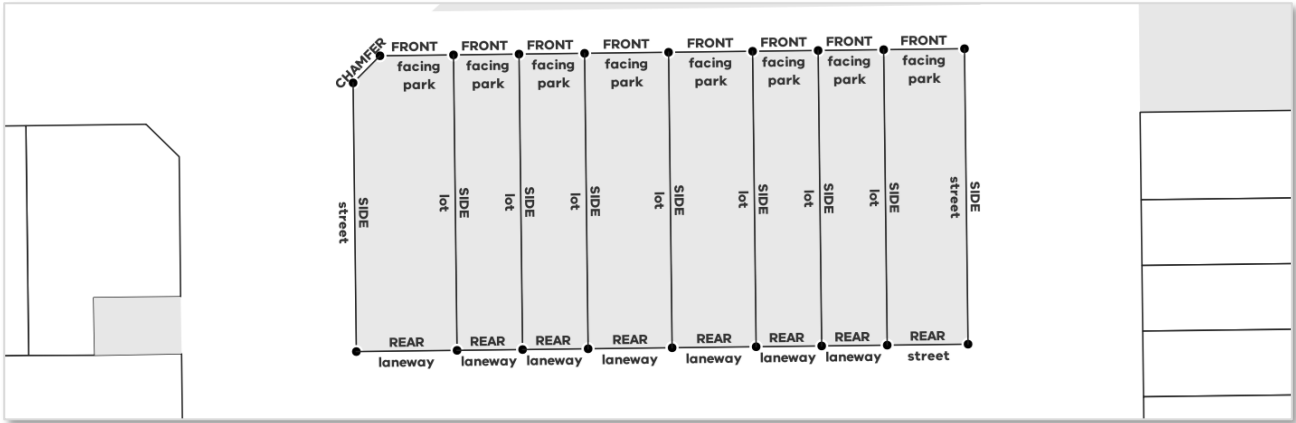 CHAMFER
FRONT FRONT FRONT FRONT FRONT FRONT FRONT FRONT
facing facing facing facing facing facing facing facing
park park park park park park park park
street SIDE lot SIDE lot SIDE lot SIDE lot SIDE lot SIDE lot SIDE lot SIDE street SIDE
REAR REAR REAR REAR REAR REAR REAR REAR
laneway laneway laneway laneway laneway laneway laneway street